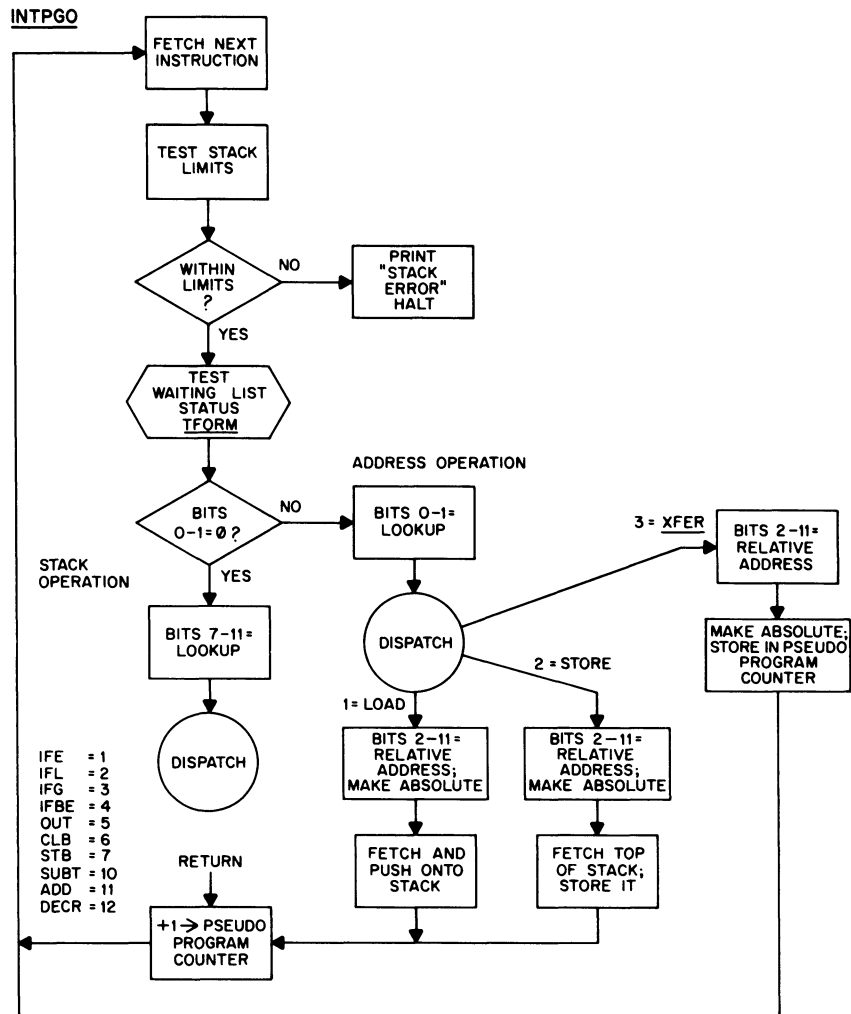 INTPGO
FETCH NEXT
INSTRUCTION
TEST STACK
LIMITS
WITHIN
LIMITS
?
NO
PRINT
"STACK
ERROR"
HALT
YES
TEST
WAITING LIST
STATUS
TFORM
ADDRESS OPERATION
BITS
0-1=Ø?
NO
BITS 0-1=
LOOKUP
3 = XFER
BITS 2-11=
RELATIVE
ADDRESS
STACK
OPERATION
YES
BITS 7-11=
LOOKUP
DISPATCH
MAKE ABSOLUTE;
STORE IN PSEUDO
PROGRAM
COUNTER
2 = STORE
1= LOAD
DISPATCH
BITS 2-11=
RELATIVE
ADDRESS;
MAKE ABSOLUTE
BITS 2-11=
RELATIVE
ADDRESS;
MAKE ABSOLUTE
IFE = 1
IFL = 2
IFG = 3
IFBE = 4
OUT = 5
CLB = 6
STB = 7
SUBT = 10
ADD = 11
DECR = 12
RETURN
FETCH AND
PUSH ONTO
STACK
FETCH TOP
OF STACK;
STORE IT
+1→PSEUDO
PROGRAM
COUNTER